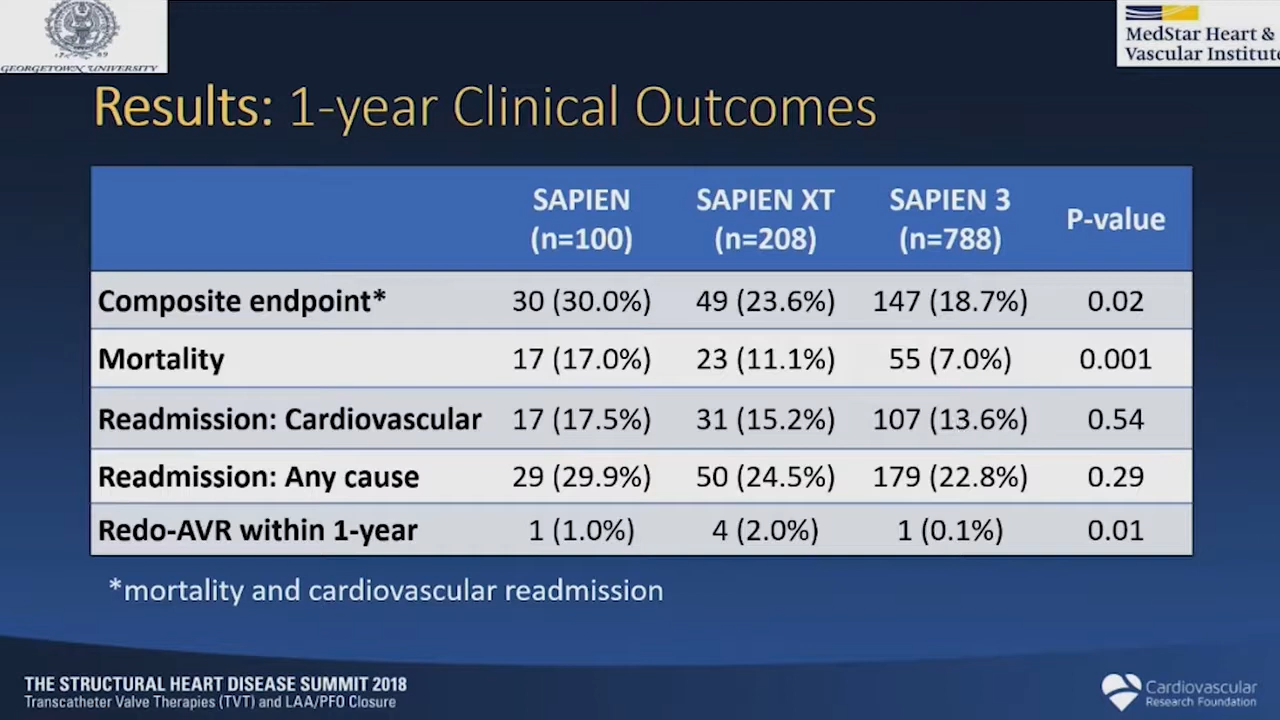 GEORGETOWN UNIVERSITY
MedStar Heart &
Vascular Institute
Results: 1-year Clinical Outcomes
SAPIEN (n=100) SAPIEN XT (n=208) SAPIEN 3 (n=788) P-value
Composite endpoint* 30 (30.0%) 49 (23.6%) 147 (18.7%) 0.02
Mortality 17 (17.0%) 23 (11.1%) 55 (7.0%) 0.001
Readmission: Cardiovascular 17 (17.5%) 31 (15.2%) 107 (13.6%) 0.54
Readmission: Any cause 29 (29.9%) 50 (24.5%) 179 (22.8%) 0.29
Redo-AVR within 1-year 1 (1.0%) 4 (2.0%) 1 (0.1%) 0.01
*mortality and cardiovascular readmission
THE STRUCTURAL HEART DISEASE SUMMIT 2018
Transcatheter Valve Therapies (TVT) and LAA/PFO Closure
Cardiovascular
Research Foundation